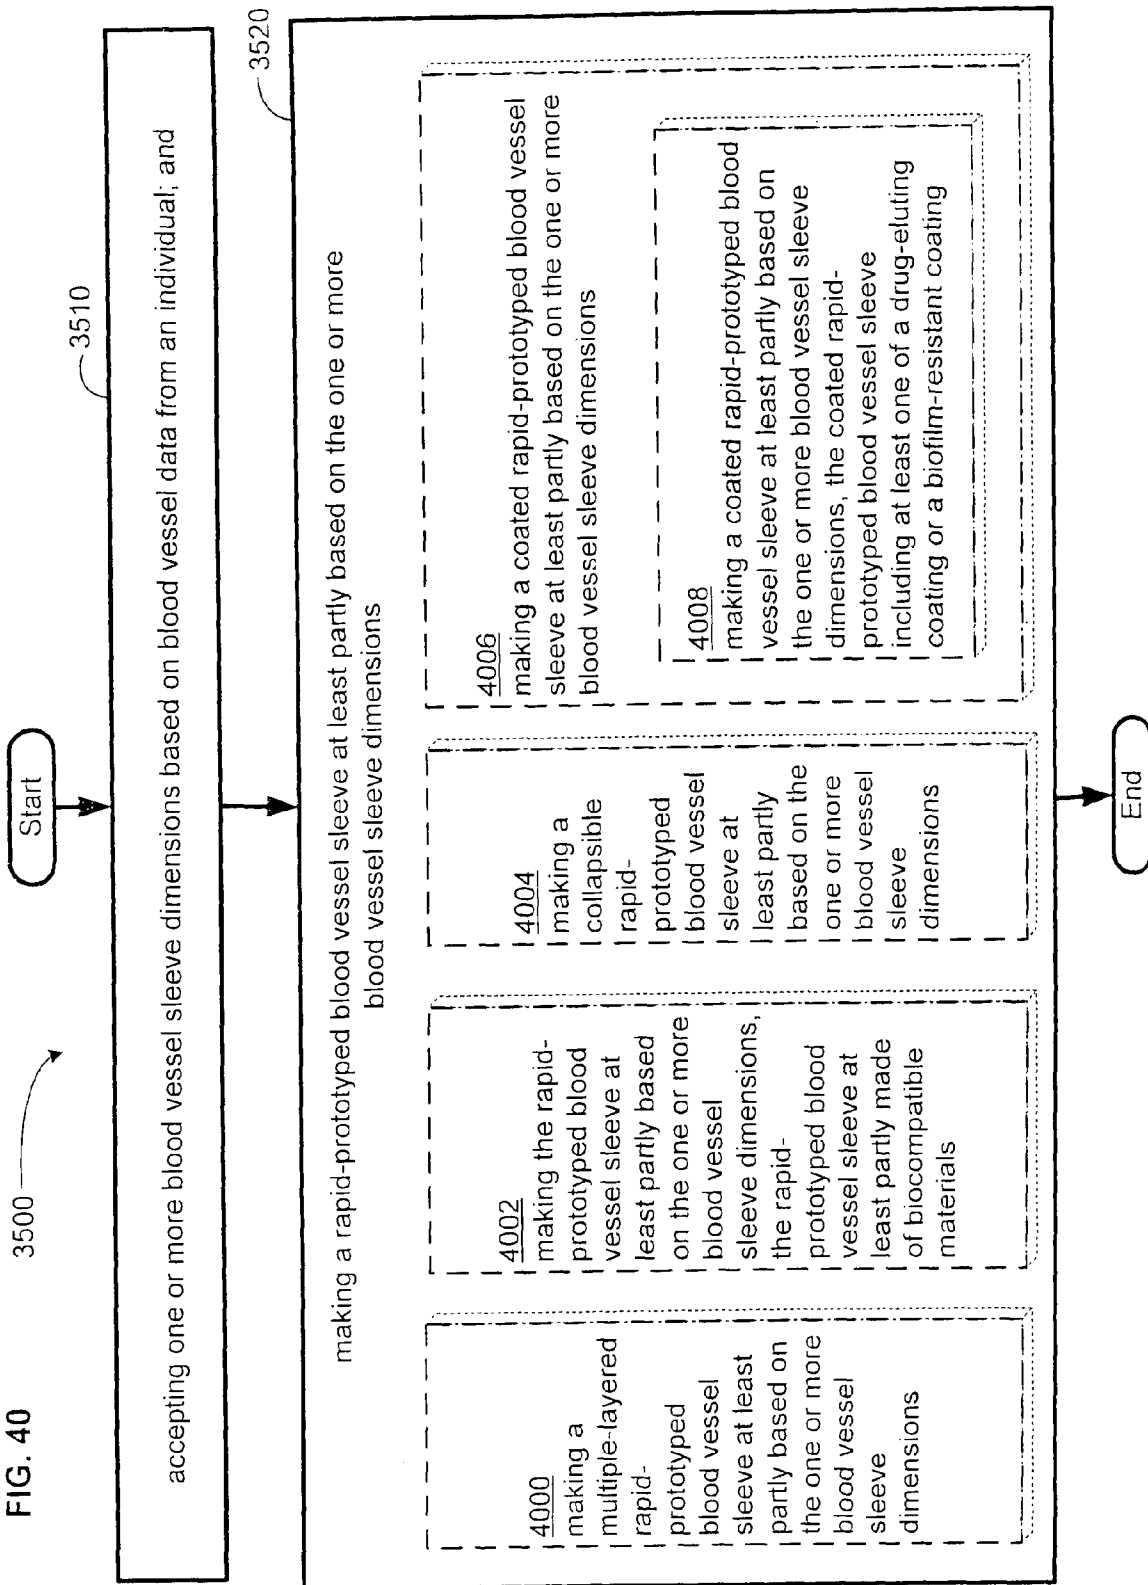 FIG. 40
3500
Start
3510
accepting one or more blood vessel sleeve dimensions based on blood vessel data from an individual; and
3520
making a rapid-prototyped blood vessel sleeve at least partly based on the one or more
blood vessel sleeve dimensions
4000
making a
multiple-layered
rapid-
prototyped
blood vessel
sleeve at least
partly based on
the one or more
blood vessel
sleeve
dimensions
4002
making the rapid-
prototyped blood
vessel sleeve at
least partly based
on the one or more
blood vessel
sleeve dimensions,
the rapid-
prototyped blood
vessel sleeve at
least partly made
of biocompatible
materials
4004
making a
collapsible
rapid-
prototyped
blood vessel
sleeve at
least partly
based on the
one or more
blood vessel
sleeve
dimensions
4006
making a coated rapid-prototyped blood vessel
sleeve at least partly based on the one or more
blood vessel sleeve dimensions
4008
making a coated rapid-prototyped blood
vessel sleeve at least partly based on
the one or more blood vessel sleeve
dimensions, the coated rapid-
prototyped blood vessel sleeve
including at least one of a drug-eluting
coating or a biofilm-resistant coating
End